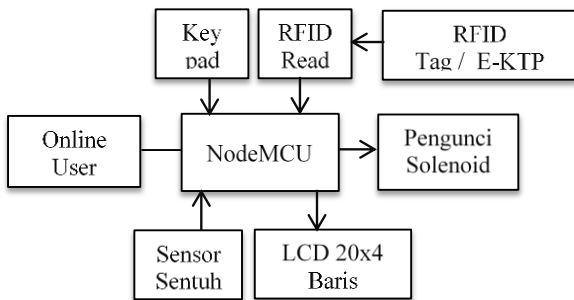 Key
pad
RFID
Read
RFID
Tag / E-KTP
Online
User
NodeMCU
Pengunci
Solenoid
Sensor
Sentuh
LCD 20x4
Baris